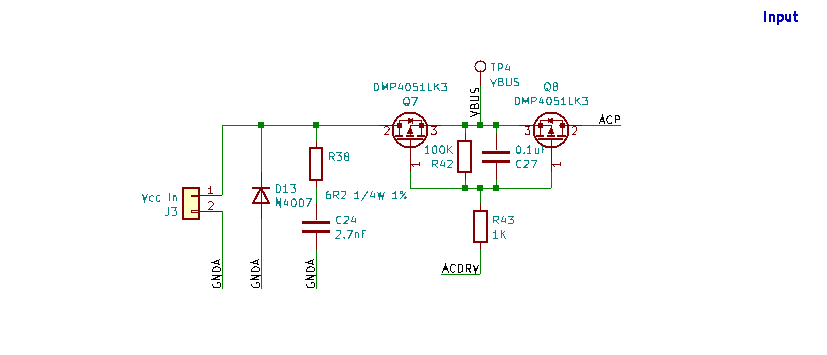 Input
TP4
VBUS
VBUS
DMP4051LK3
Q7
Q8
DMP4051LK3
2
3
3
2
ACP
100K
R42
1
0.1uF
C27
1
R38
6R2 1/4W 1%
Vcc In
J3
1
2
D13
M4007
C24
2.7nF
R43
1K
ACDRV
GNDA
GNDA
GNDA